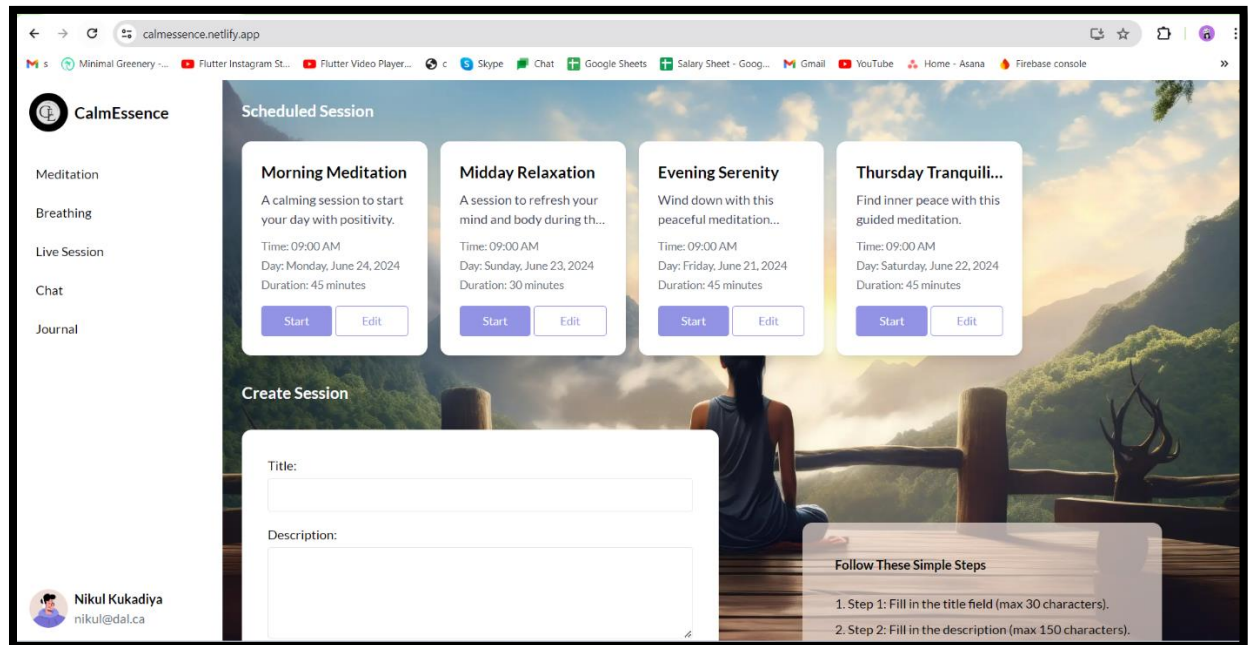 calmessence.netlify.app
s
Minimal Greenery -...
Flutter Instagram St...
Flutter Video Player...
c
Skype
Chat
Google Sheets
Salary Sheet - Goog...
Gmail
YouTube
Home - Asana
Firebase console
»
CalmEssence
Meditation
Breathing
Live Session
Chat
Journal
Nikul Kukadiya
nikul@dal.ca
Scheduled Session
Morning Meditation
A calming session to start
your day with positivity.
Time: 09:00 AM
Day: Monday, June 24, 2024
Duration: 45 minutes
Start
Edit
Midday Relaxation
A session to refresh your
mind and body during th...
Time: 09:00 AM
Day: Sunday, June 23, 2024
Duration: 30 minutes
Start
Edit
Evening Serenity
Wind down with this
peaceful meditation...
Time: 09:00 AM
Day: Friday, June 21, 2024
Duration: 45 minutes
Start
Edit
Thursday Tranquili...
Find inner peace with this
guided meditation.
Time: 09:00 AM
Day: Saturday, June 22, 2024
Duration: 45 minutes
Start
Edit
Create Session
Title:
Description:
Follow These Simple Steps
1. Step 1: Fill in the title field (max 30 characters).
2. Step 2: Fill in the description (max 150 characters).